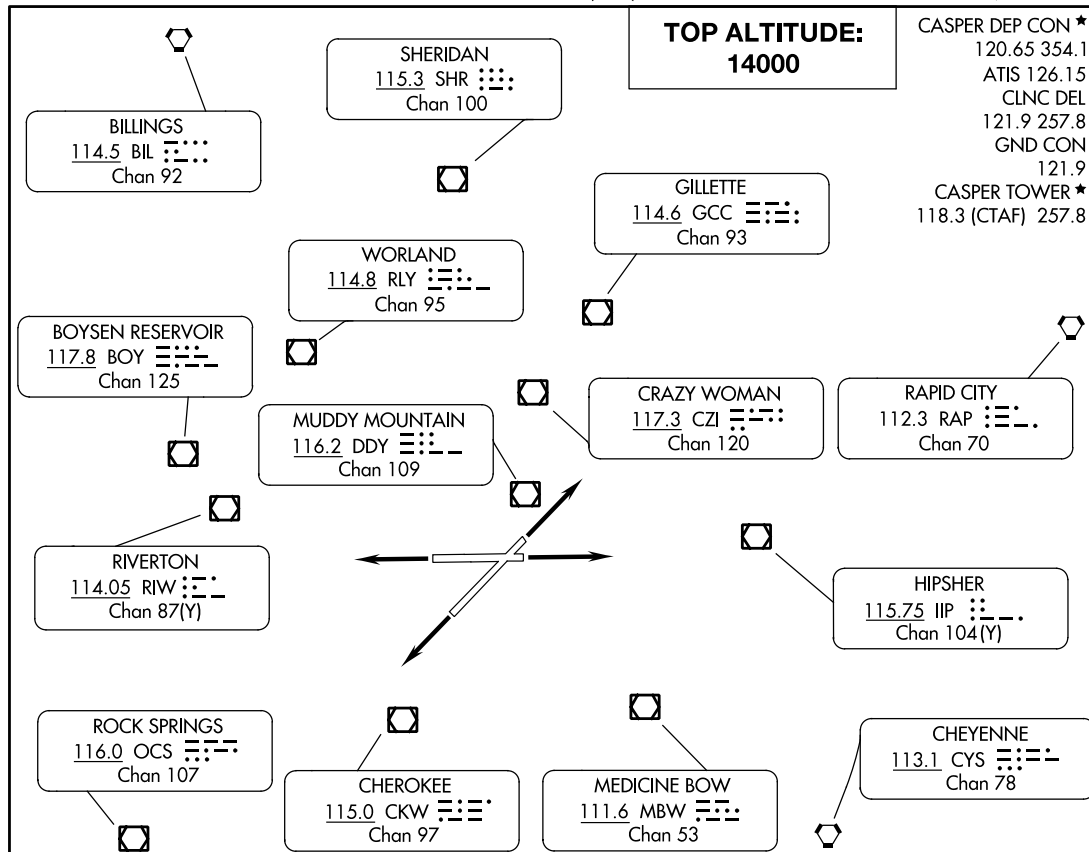 TOP ALTITUDE:
14000
CASPER DEP CON ★
120.65 354.1
ATIS 126.15
CLNC DEL
121.9 257.8
GND CON
121.9
CASPER TOWER ★
118.3 (CTAF) 257.8
SHERIDAN
115.3 SHR
Chan 100
BILLINGS
114.5 BIL
Chan 92
GILLETTE
114.6 GCC
Chan 93
WORLAND
114.8 RLY
Chan 95
BOYSEN RESERVOIR
117.8 BOY
Chan 125
MUDDY MOUNTAIN
116.2 DDY
Chan 109
CRAZY WOMAN
117.3 CZI
Chan 120
RAPID CITY
112.3 RAP
Chan 70
RIVERTON
114.05 RIW
Chan 87(Y)
HIPSHER
115.75 IIP
Chan 104(Y)
ROCK SPRINGS
116.0 OCS
Chan 107
CHEROKEE
115.0 CKW
Chan 97
MEDICINE BOW
111.6 MBW
Chan 53
CHEYENNE
113.1 CYS
Chan 78